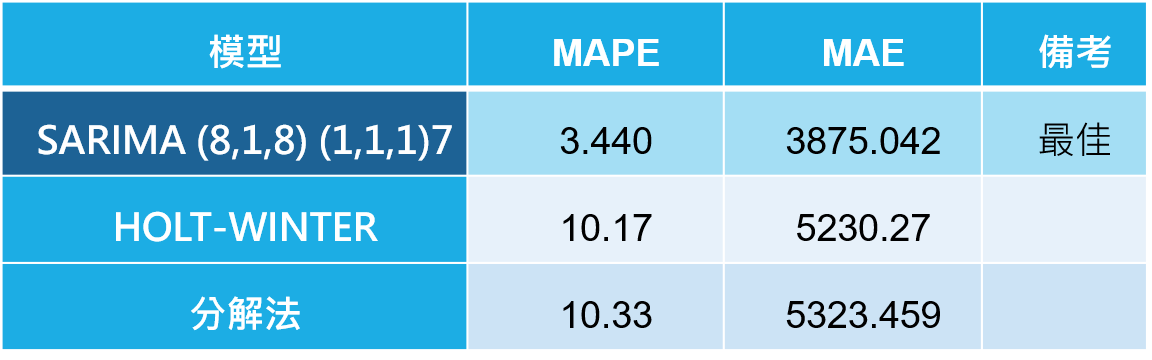 模型 MAPE MAE 備考
SARIMA (8,1,8) (1,1,1)7 3.440 3875.042 最佳
HOLT-WINTER 10.17 5230.27
分解法 10.33 5323.459